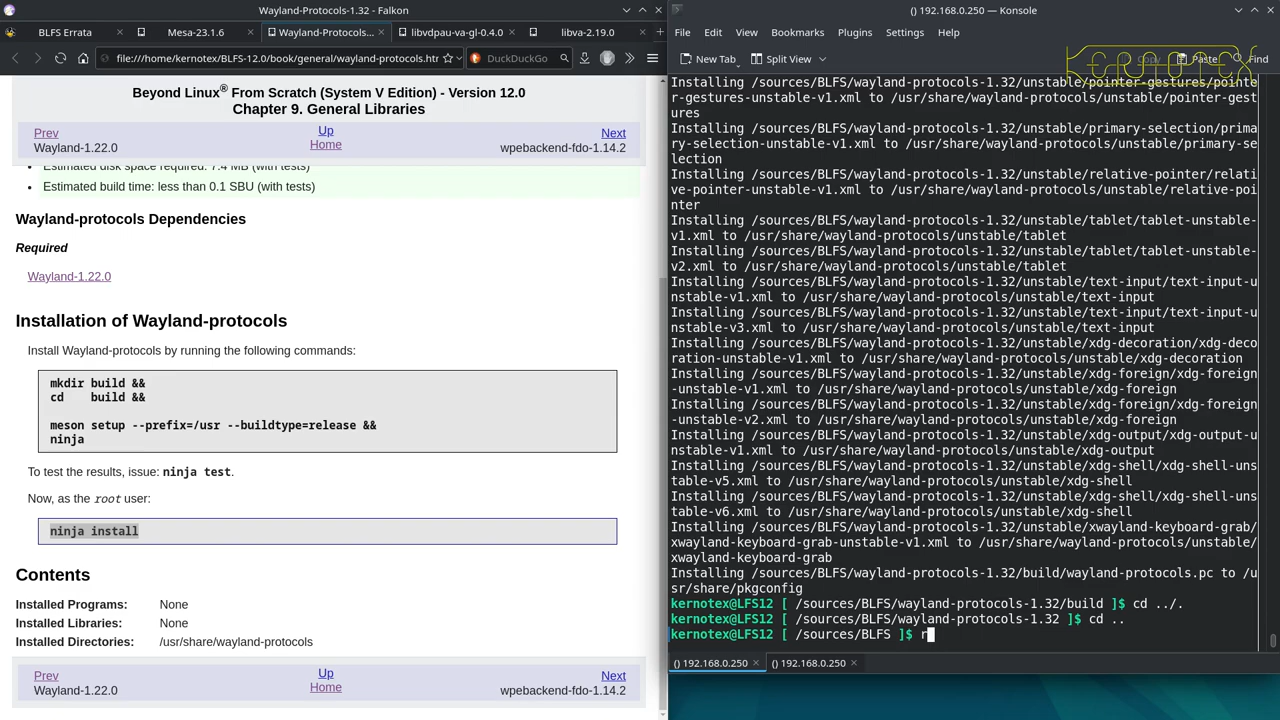 Wayland-Protocols-1.32 - Falkon
BLFS Errata
Mesa-23.1.6
Wayland-Protocols...
libvdpau-va-gl-0.4.0
libva-2.19.0
file:///home/kernotex/BLFS-12.0/book/general/wayland-protocols.htm
DuckDuckGo
Beyond Linux® From Scratch (System V Edition) - Version 12.0
Chapter 9. General Libraries
Prev
Up
Next
Wayland-1.22.0
Home
wpebackend-fdo-1.14.2
Estimated disk space required: 7.4 MB (with tests)
Estimated build time: less than 0.1 SBU (with tests)
Wayland-protocols Dependencies
Required
Wayland-1.22.0
Installation of Wayland-protocols
Install Wayland-protocols by running the following commands:
mkdir build &&
cd    build &&
meson setup --prefix=/usr --buildtype=release &&
ninja
To test the results, issue: ninja test.
Now, as the root user:
ninja install
Contents
Installed Programs: None
Installed Libraries: None
Installed Directories: /usr/share/wayland-protocols
Prev
Up
Next
Wayland-1.22.0
Home
wpebackend-fdo-1.14.2
() 192.168.0.250 — Konsole
File Edit View Bookmarks Plugins Settings Help
New Tab Split View Copy Paste Find
KernoteX
Installing /sources/BLFS/wayland-protocols-1.32/unstable/pointer-gestures/pointe
r-gestures-unstable-v1.xml to /usr/share/wayland-protocols/unstable/pointer-gest
ures
Installing /sources/BLFS/wayland-protocols-1.32/unstable/primary-selection/prima
ry-selection-unstable-v1.xml to /usr/share/wayland-protocols/unstable/primary-se
lection
Installing /sources/BLFS/wayland-protocols-1.32/unstable/relative-pointer/relati
ve-pointer-unstable-v1.xml to /usr/share/wayland-protocols/unstable/relative-poi
nter
Installing /sources/BLFS/wayland-protocols-1.32/unstable/tablet/tablet-unstable-
v1.xml to /usr/share/wayland-protocols/unstable/tablet
Installing /sources/BLFS/wayland-protocols-1.32/unstable/tablet/tablet-unstable-
v2.xml to /usr/share/wayland-protocols/unstable/tablet
Installing /sources/BLFS/wayland-protocols-1.32/unstable/text-input/text-input-u
nstable-v1.xml to /usr/share/wayland-protocols/unstable/text-input
Installing /sources/BLFS/wayland-protocols-1.32/unstable/text-input/text-input-u
nstable-v3.xml to /usr/share/wayland-protocols/unstable/text-input
Installing /sources/BLFS/wayland-protocols-1.32/unstable/xdg-decoration/xdg-deco
ration-unstable-v1.xml to /usr/share/wayland-protocols/unstable/xdg-decoration
Installing /sources/BLFS/wayland-protocols-1.32/unstable/xdg-foreign/xdg-foreign
-unstable-v1.xml to /usr/share/wayland-protocols/unstable/xdg-foreign
Installing /sources/BLFS/wayland-protocols-1.32/unstable/xdg-foreign/xdg-foreign
-unstable-v2.xml to /usr/share/wayland-protocols/unstable/xdg-foreign
Installing /sources/BLFS/wayland-protocols-1.32/unstable/xdg-output/xdg-output-u
nstable-v1.xml to /usr/share/wayland-protocols/unstable/xdg-output
Installing /sources/BLFS/wayland-protocols-1.32/unstable/xdg-shell/xdg-shell-uns
table-v5.xml to /usr/share/wayland-protocols/unstable/xdg-shell
Installing /sources/BLFS/wayland-protocols-1.32/unstable/xdg-shell/xdg-shell-uns
table-v6.xml to /usr/share/wayland-protocols/unstable/xdg-shell
Installing /sources/BLFS/wayland-protocols-1.32/unstable/xwayland-keyboard-grab/
xwayland-keyboard-grab-unstable-v1.xml to /usr/share/wayland-protocols/unstable/
xwayland-keyboard-grab
Installing /sources/BLFS/wayland-protocols-1.32/build/wayland-protocols.pc to /u
sr/share/pkgconfig
kernotex@LFS12 [ /sources/BLFS/wayland-protocols-1.32/build ]$ cd ../.
kernotex@LFS12 [ /sources/BLFS/wayland-protocols-1.32 ]$ cd ..
kernotex@LFS12 [ /sources/BLFS ]$ r
() 192.168.0.250
() 192.168.0.250